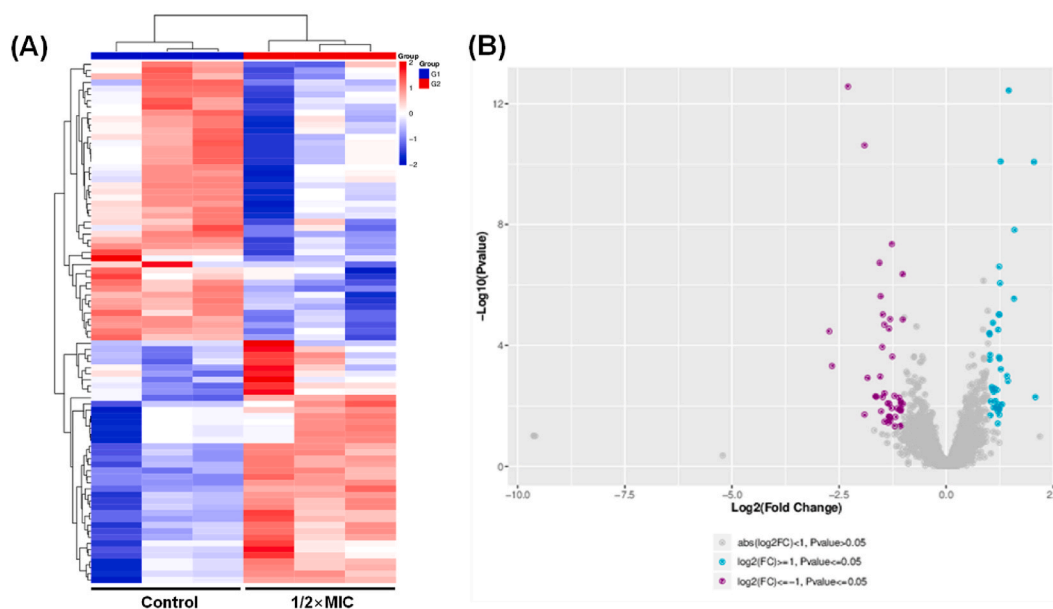 (A)
Group
Group
2
G1
G2
1
0
−1
−2
Control
1/2×MIC
(B)
12
8
4
0
−Log10(Pvalue)
−10.0
−7.5
−5.0
−2.5
0.0
2.5
Log2(Fold Change)
abs(log2FC)<1, Pvalue>0.05
log2(FC)>=1, Pvalue<=0.05
log2(FC)<=−1, Pvalue<=0.05